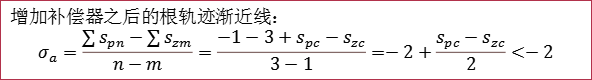 增加补偿器之后的根轨迹渐近线：
σₐ = (∑ s_pn − ∑ s_zm)/(n − m) = (−1 − 3 + s_pc − s_zc)/(3 − 1) =− 2 + (s_pc − s_zc)/2 <− 2